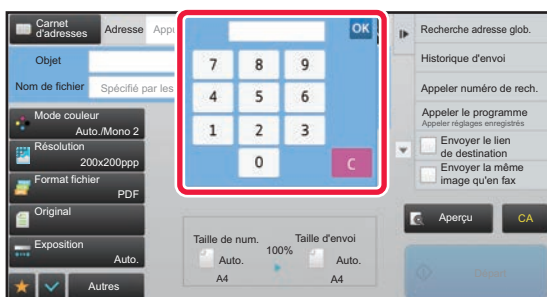 Carnet
d'adresses
Adresse
OK
Recherche adresse glob.
Objet
7 8 9
Historique d'envoi
Nom de fichier
Spécifié par les
4 5 6
Appeler numéro de rech.
Mode couleur
Auto./Mono 2
1 2 3
Appeler le programme
Appeler réglages enregistrés
Résolution
200x200ppp
0 C
Envoyer le lien
de destination
Envoyer la même
image qu'en fax
Format fichier
PDF
Original
Aperçu
CA
Exposition
Auto.
Taille de num.
100%
Taille d'envoi
Auto.
A4
Auto.
A4
Autres
Départ